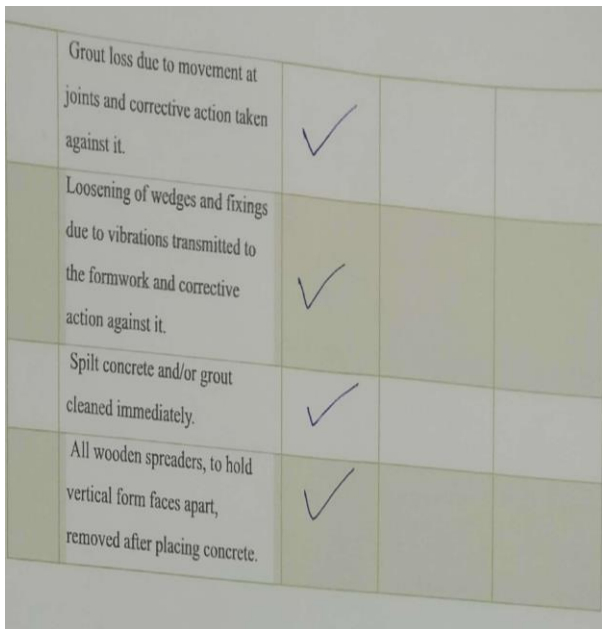 Grout loss due to movement at
joints and corrective action taken
against it.
Loosening of wedges and fixings
due to vibrations transmitted to
the formwork and corrective
action against it.
Spilt concrete and/or grout
cleaned immediately.
All wooden spreaders, to hold
vertical form faces apart,
removed after placing concrete.